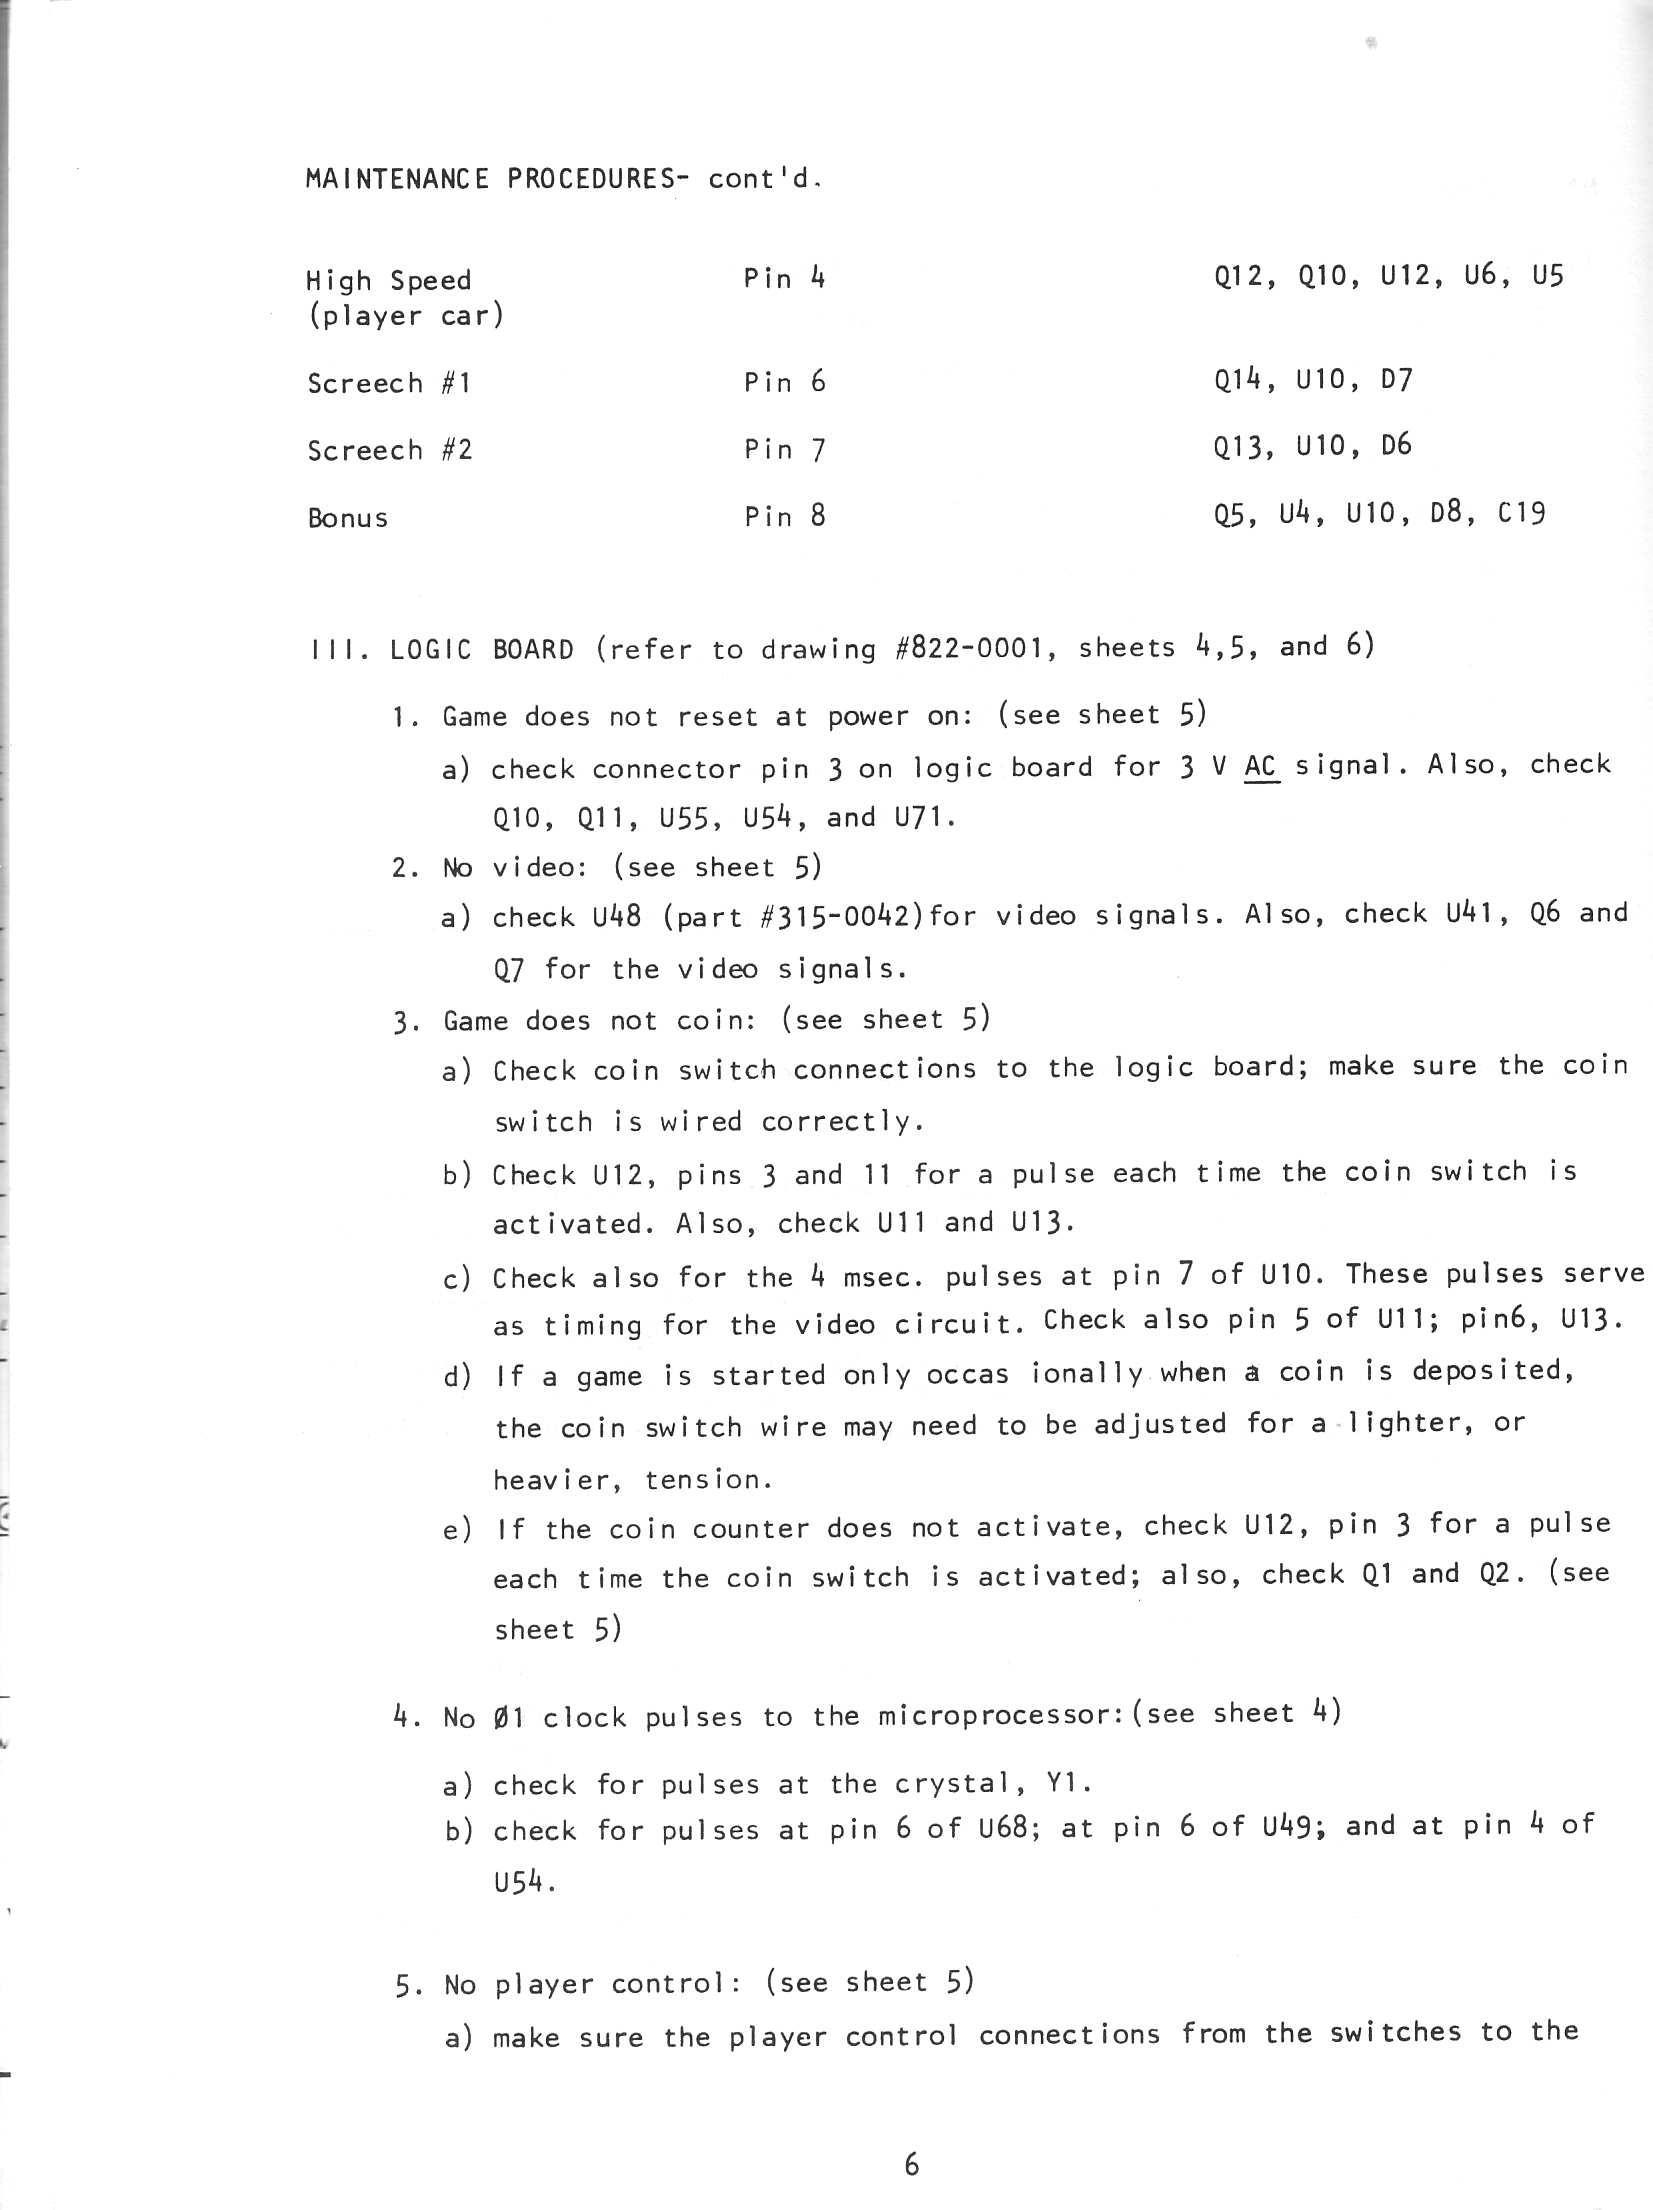 MAINTENANCE PROCEDURES- cont'd.
High Speed Pin 4 Q12, Q10, U12, U6, U5
(player car)
Screech #1 Pin 6 Q14, U10, D7
Screech #2 Pin 7 Q13, U10, D6
Bonus Pin 8 Q5, U4, U10, D8, C19
III. LOGIC BOARD (refer to drawing #822-0001, sheets 4,5, and 6)
1. Game does not reset at power on: (see sheet 5)
a) check connector pin 3 on logic board for 3 V AC signal. Also, check
Q10, Q11, U55, U54, and U71.
2. No video: (see sheet 5)
a) check U48 (part #315-0042)for video signals. Also, check U41, Q6 and
Q7 for the video signals.
3. Game does not coin: (see sheet 5)
a) Check coin switch connections to the logic board; make sure the coin
switch is wired correctly.
b) Check U12, pins 3 and 11 for a pulse each time the coin switch is
activated. Also, check U11 and U13.
c) Check also for the 4 msec. pulses at pin 7 of U10. These pulses serve
as timing for the video circuit. Check also pin 5 of U11; pin6, U13.
d) If a game is started only occas ionally when a coin is deposited,
the coin switch wire may need to be adjusted for a lighter, or
heavier, tension.
e) If the coin counter does not activate, check U12, pin 3 for a pulse
each time the coin switch is activated; also, check Q1 and Q2. (see
sheet 5)
4. No Ø1 clock pulses to the microprocessor:(see sheet 4)
a) check for pulses at the crystal, Y1.
b) check for pulses at pin 6 of U68; at pin 6 of U49; and at pin 4 of
U54.
5. No player control: (see sheet 5)
a) make sure the player control connections from the switches to the
6